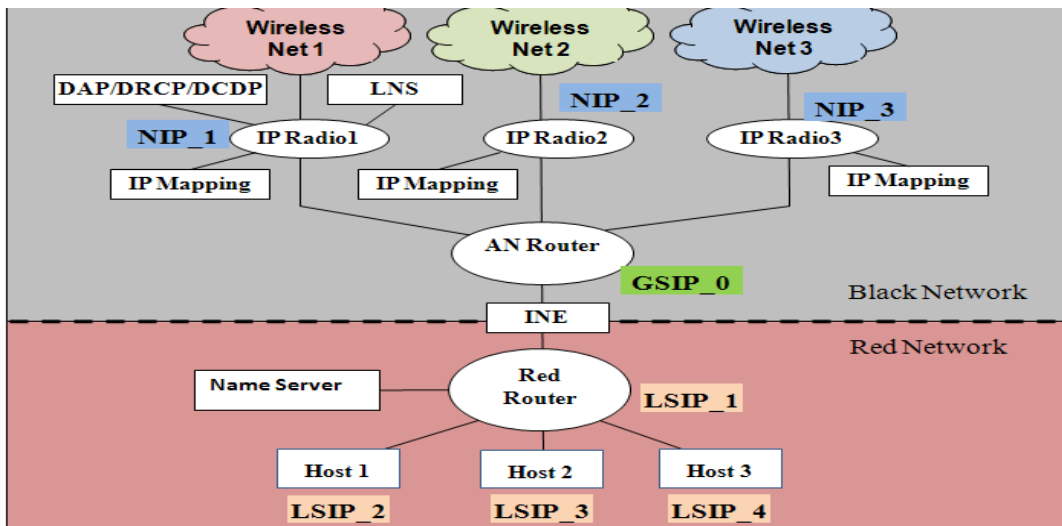 Wireless
Net 1
Wireless
Net 2
Wireless
Net 3
DAP/DRCP/DCDP
LNS
NIP_2
NIP_3
NIP_1
IP Radio1
IP Radio2
IP Radio3
IP Mapping
IP Mapping
IP Mapping
AN Router
GSIP_0
Black Network
INE
Red Network
Name Server
Red
Router
LSIP_1
Host 1
Host 2
Host 3
LSIP_2
LSIP_3
LSIP_4